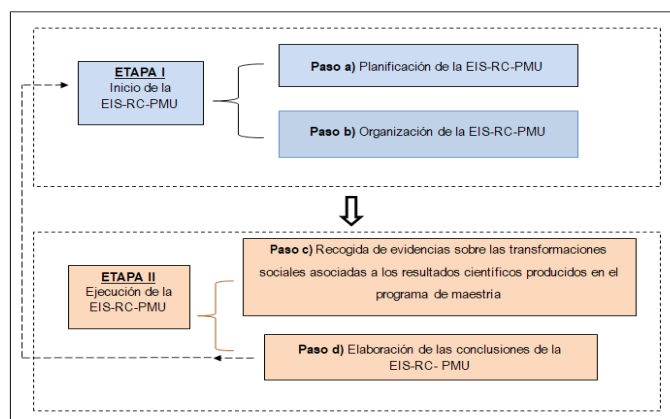 ETAPA I
Inicio de la
EIS-RC-PMU
Paso a) Planificación de la EIS-RC-PMU
Paso b) Organización de la EIS-RC-PMU
ETAPA II
Ejecución de la
EIS-RC-PMU
Paso c) Recogida de evidencias sobre las transformaciones
sociales asociadas a los resultados científicos producidos en el
programa de maestria
Paso d) Elaboración de las conclusiones de la
EIS-RC- PMU